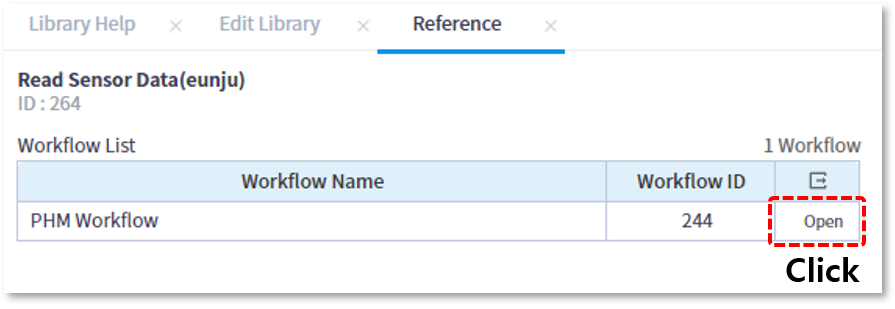 Library Help × Edit Library × Reference ×
Read Sensor Data(eunju)
ID : 264
Workflow List 1 Workflow
Workflow Name Workflow ID
PHM Workflow 244 Open
Click